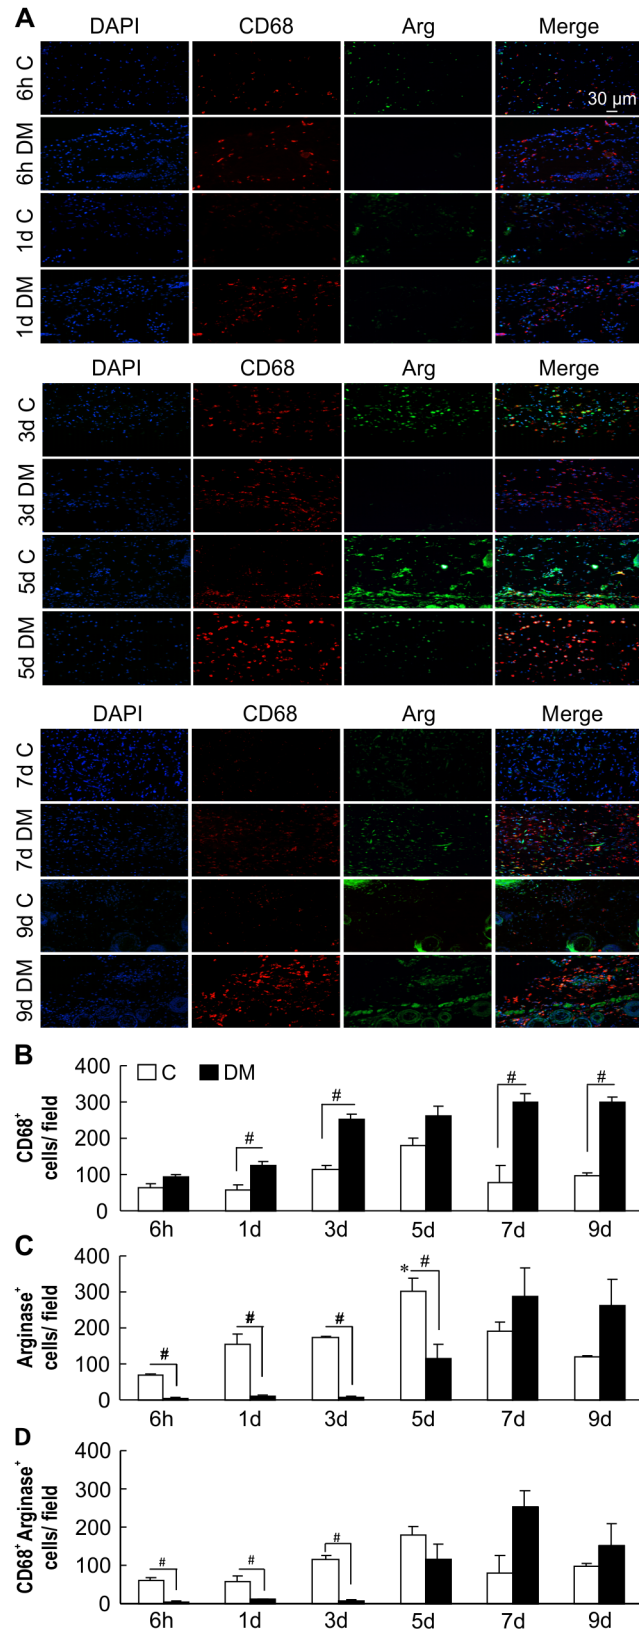 A
DAPI CD68 Arg Merge
6h C
30 µm
6h DM
1d C
1d DM
DAPI CD68 Arg Merge
3d C
3d DM
5d C
5d DM
DAPI CD68 Arg Merge
7d C
7d DM
9d C
9d DM
B
CD68⁺
cells/ field
400
300
200
100
0
C DM
# # # #
6h 1d 3d 5d 7d 9d
C
Arginase⁺
cells/ field
400
300
200
100
0
# # # * #
6h 1d 3d 5d 7d 9d
D
CD68⁺Arginase⁺
cells/ field
400
300
200
100
0
# # #
6h 1d 3d 5d 7d 9d